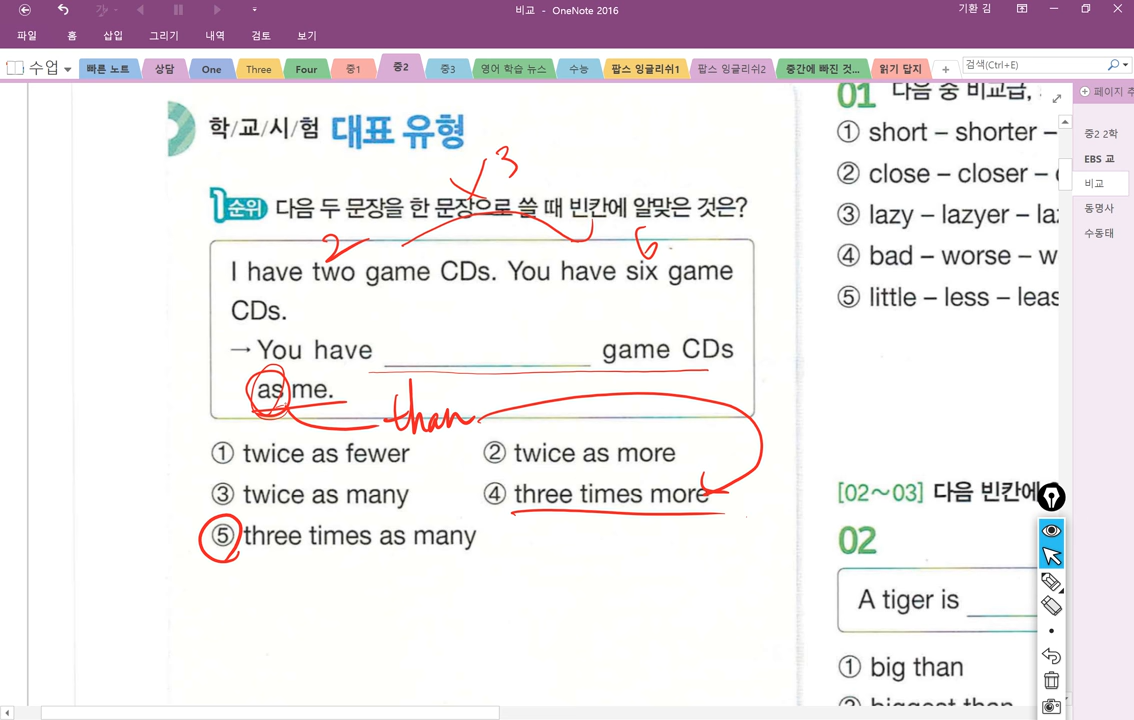 비교 - OneNote 2016
기환 김
파일 홈 삽입 그리기 내역 검토 보기
수업 빠른 노트 상담 One Three Four 중1 중2 중3 영어 학습 뉴스 수능 팝스 잉글리쉬1 팝스 잉글리쉬2 중간에 빠진 것... 읽기 답지 + 검색(Ctrl+E)
학/교/시/험 대표 유형
×3
1순위 다음 두 문장을 한 문장으로 쓸 때 빈칸에 알맞은 것은?
2 6
I have two game CDs. You have six game
CDs.
→ You have ____________ game CDs
as me.
than
① twice as fewer ② twice as more
③ twice as many ④ three times more
⑤ three times as many
01 다음 중 비교급,
① short – shorter –
② close – closer –
③ lazy – lazyer –
④ bad – worse –
⑤ little – less –
[02~03] 다음 빈칸에
02
A tiger is ______
① big than
페이지
중2 2학
EBS 교
비교
동명사
수동태